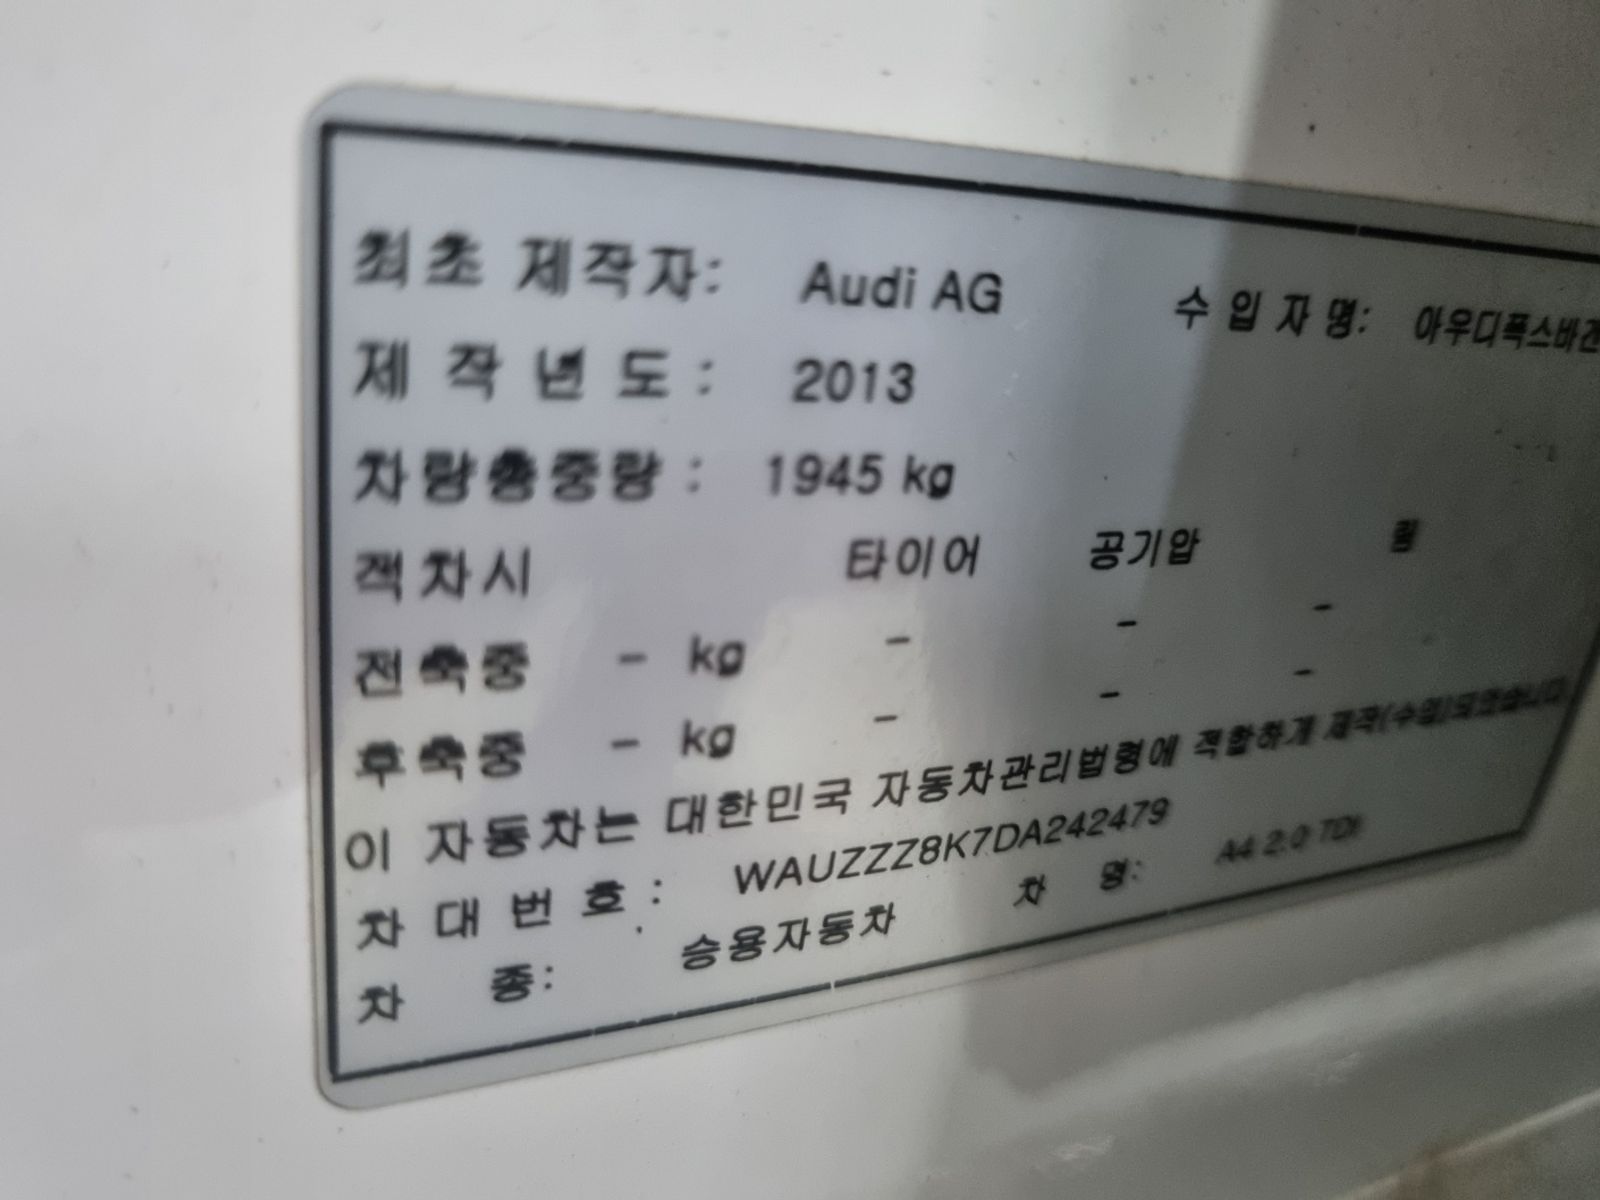 최초 제작자: Audi AG 수 입 자 명: 아우디폭스바겐
제 작 년 도 : 2013
차량총중량 : 1945 kg
적차시 타이어 공기압 림
전축중 - kg - - -
후축중 - kg - - -
이 자동차는 대한민국 자동차관리법령에 적합하게 제작(수입)되었습니다
차 대 번 호 : WAUZZZ8K7DA242479
차 종: 승용자동차 차 명: A4 2.0 TDI